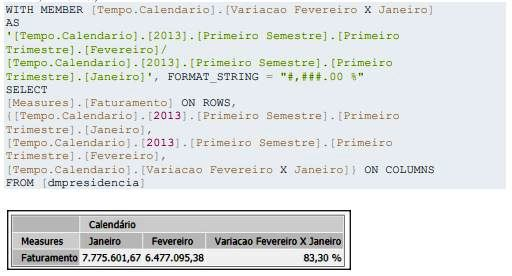 WITH MEMBER [Tempo.Calendario].[Variacao Fevereiro X Janeiro]
AS
'[Tempo.Calendario].[2013].[Primeiro Semestre].[Primeiro
Trimestre].[Fevereiro]/
[Tempo.Calendario].[2013].[Primeiro Semestre].[Primeiro
Trimestre].[Janeiro]', FORMAT_STRING = "#,###.00 %"
SELECT
[Measures].[Faturamento] ON ROWS,
{[Tempo.Calendario].[2013].[Primeiro Semestre].[Primeiro
Trimestre].[Janeiro],
[Tempo.Calendario].[2013].[Primeiro Semestre].[Primeiro
Trimestre].[Fevereiro],
[Tempo.Calendario].[Variacao Fevereiro X Janeiro]} ON COLUMNS
FROM [dmpresidencia]
Calendário
Measures Janeiro Fevereiro Variacao Fevereiro X Janeiro
Faturamento 7.775.601,67 6.477.095,38 83,30 %